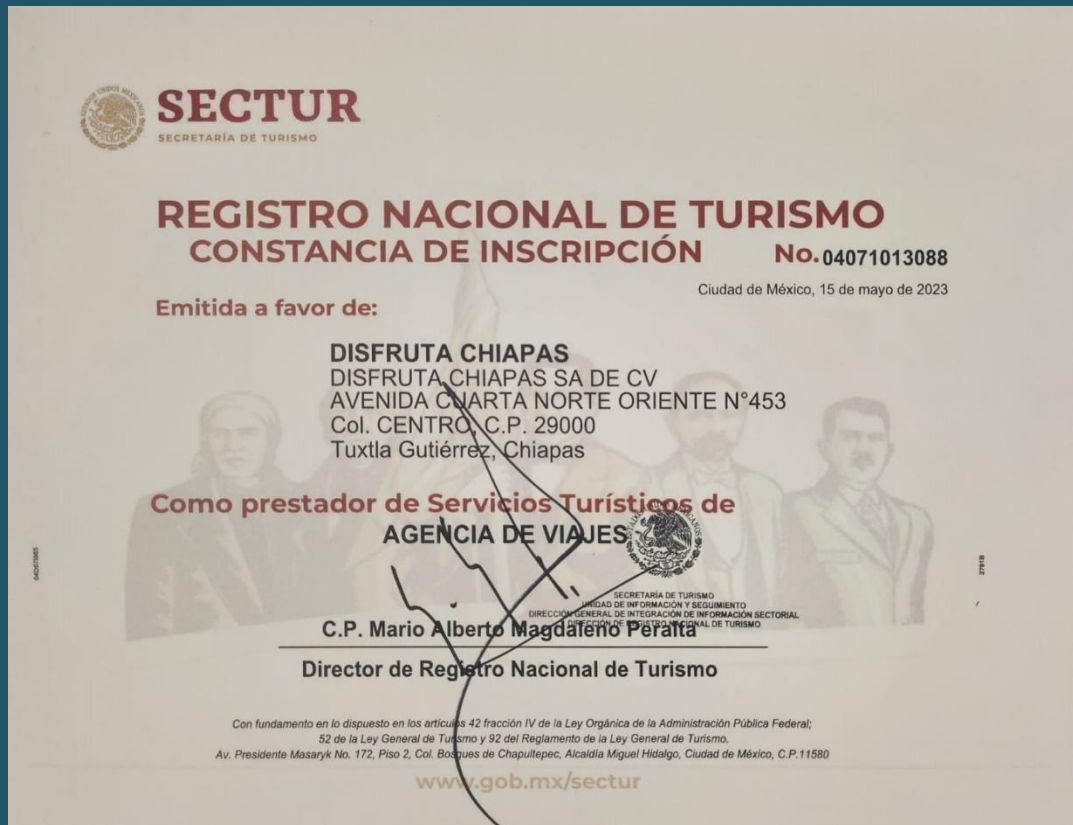 SECTUR
SECRETARÍA DE TURISMO
REGISTRO NACIONAL DE TURISMO
CONSTANCIA DE INSCRIPCIÓN No. 04071013088
Ciudad de México, 15 de mayo de 2023
Emitida a favor de:
DISFRUTA CHIAPAS
DISFRUTA CHIAPAS SA DE CV
AVENIDA CUARTA NORTE ORIENTE N°453
Col. CENTRO, C.P. 29000
Tuxtla Gutiérrez, Chiapas
Como prestador de Servicios Turísticos de
AGENCIA DE VIAJES
SECRETARÍA DE TURISMO
UNIDAD DE INFORMACIÓN Y SEGUIMIENTO
DIRECCIÓN GENERAL DE INTEGRACIÓN DE INFORMACIÓN SECTORIAL
DIRECCIÓN DE REGISTRO NACIONAL DE TURISMO
C.P. Mario Alberto Magdaleno Peralta
Director de Registro Nacional de Turismo
Con fundamento en lo dispuesto en los artículos 42 fracción IV de la Ley Orgánica de la Administración Pública Federal;
52 de la Ley General de Turismo y 92 del Reglamento de la Ley General de Turismo.
Av. Presidente Masaryk No. 172, Piso 2, Col. Bosques de Chapultepec, Alcaldía Miguel Hidalgo, Ciudad de México, C.P.11580
www.gob.mx/sectur